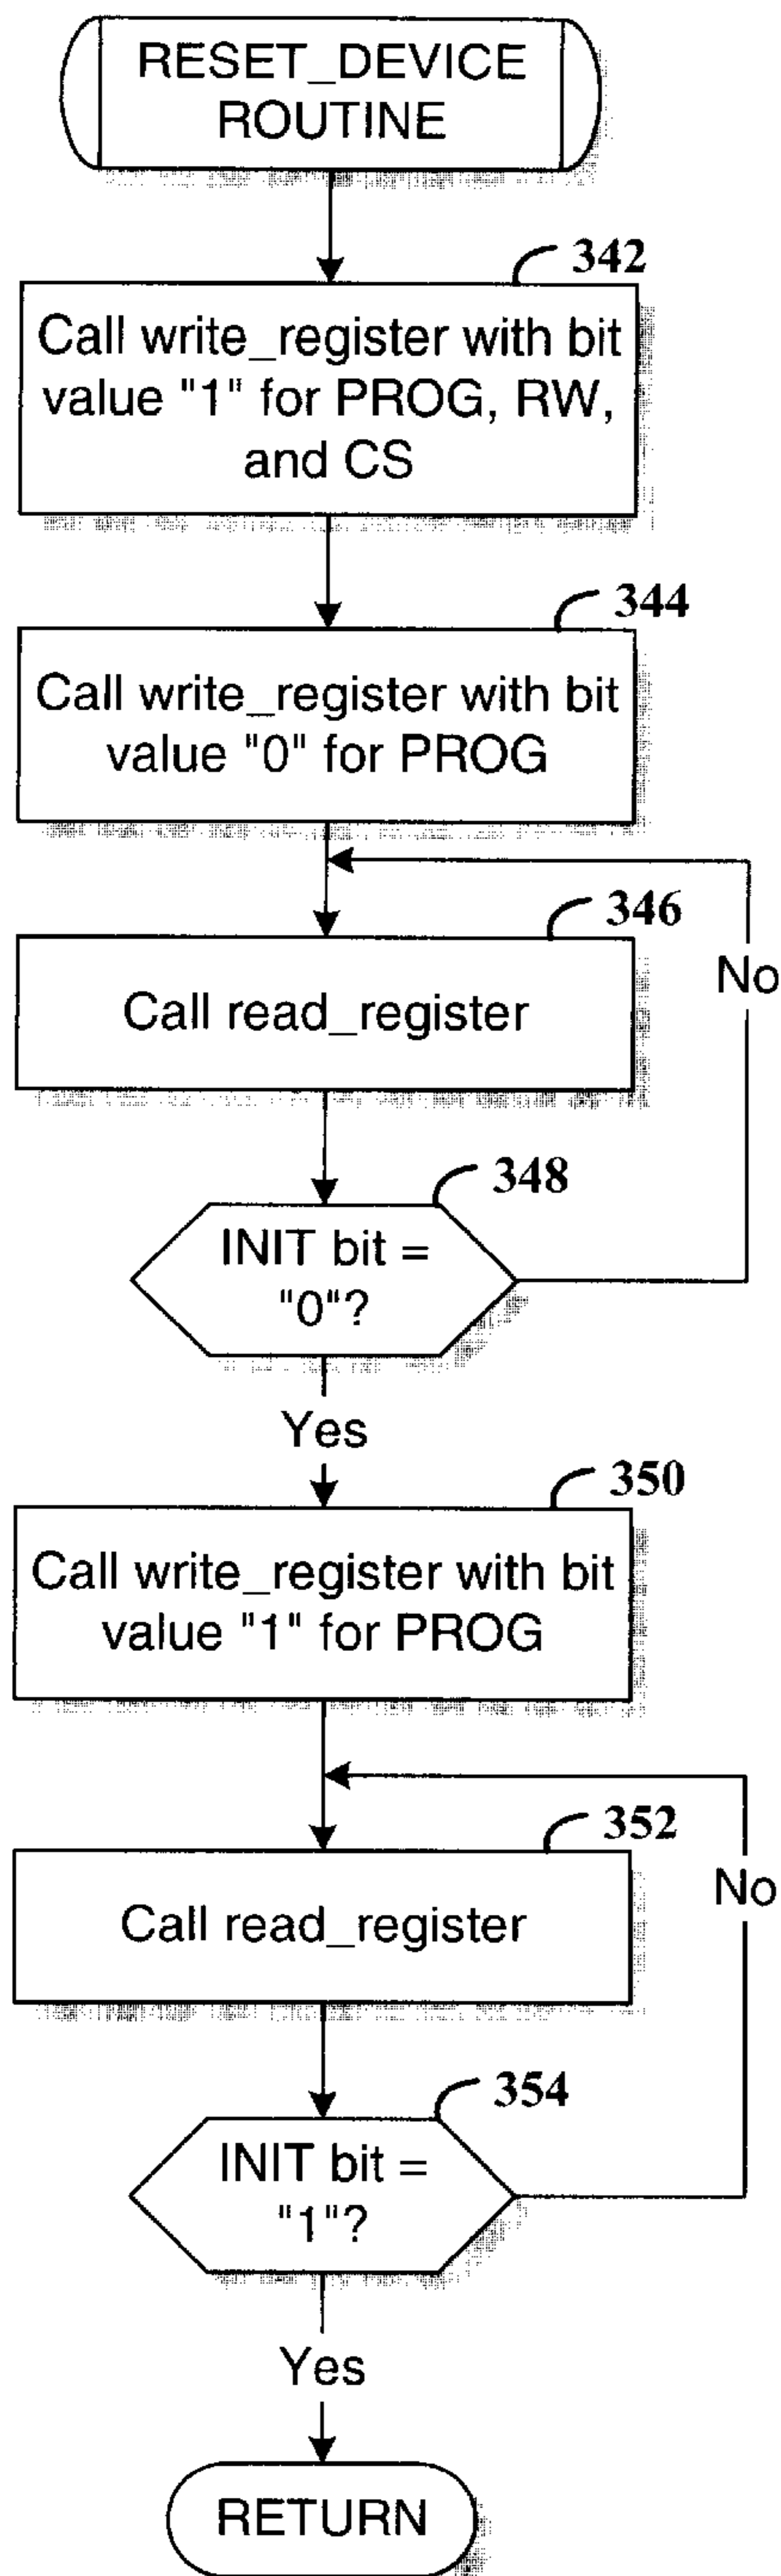 RESET_DEVICE
ROUTINE
342
Call write_register with bit
value "1" for PROG, RW,
and CS
344
Call write_register with bit
value "0" for PROG
346
No
Call read_register
348
INIT bit =
"0"?
Yes
350
Call write_register with bit
value "1" for PROG
352
No
Call read_register
354
INIT bit =
"1"?
Yes
RETURN